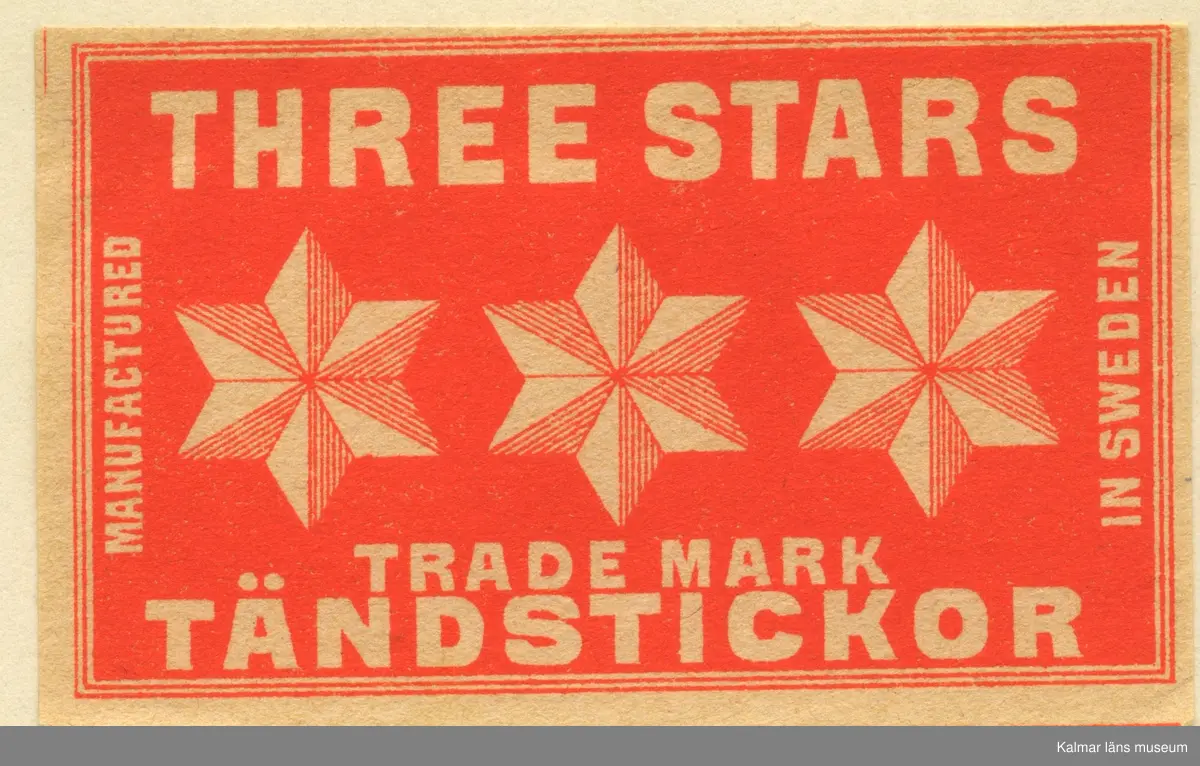 THREE STARS
MANUFACTURED
IN SWEDEN
TRADE MARK
TÄNDSTICKOR
Kalmar läns museum